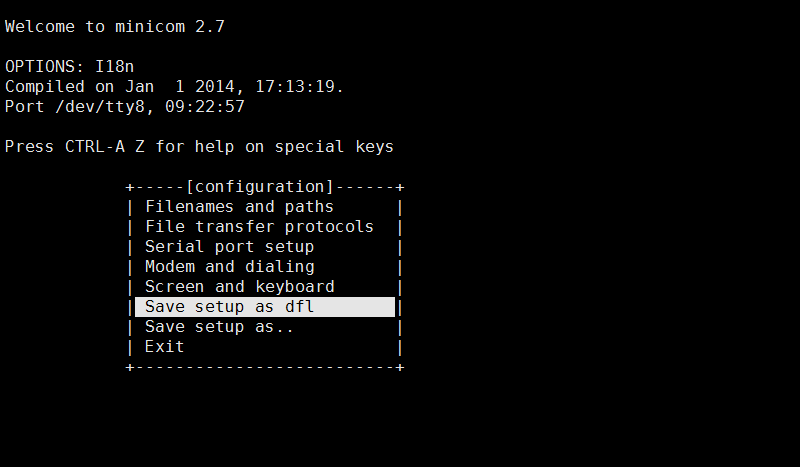 Welcome to minicom 2.7
OPTIONS: I18n
Compiled on Jan  1 2014, 17:13:19.
Port /dev/tty8, 09:22:57
Press CTRL-A Z for help on special keys
+-----[configuration]------+
| Filenames and paths      |
| File transfer protocols  |
| Serial port setup        |
| Modem and dialing        |
| Screen and keyboard      |
| Save setup as dfl        |
| Save setup as..          |
| Exit                     |
+--------------------------+